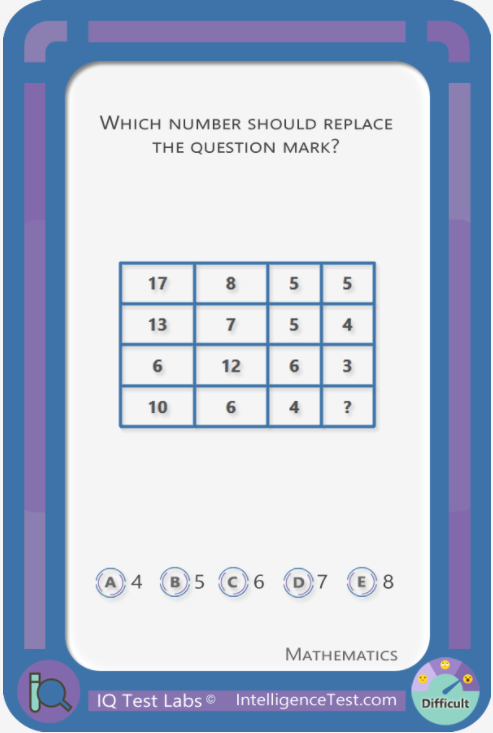 Which number should replace
the question mark?
17 8 5 5
13 7 5 4
6 12 6 3
10 6 4 ?
A 4 B 5 C 6 D 7 E 8
Mathematics
IQ Test Labs © IntelligenceTest.com
Difficult
iQ